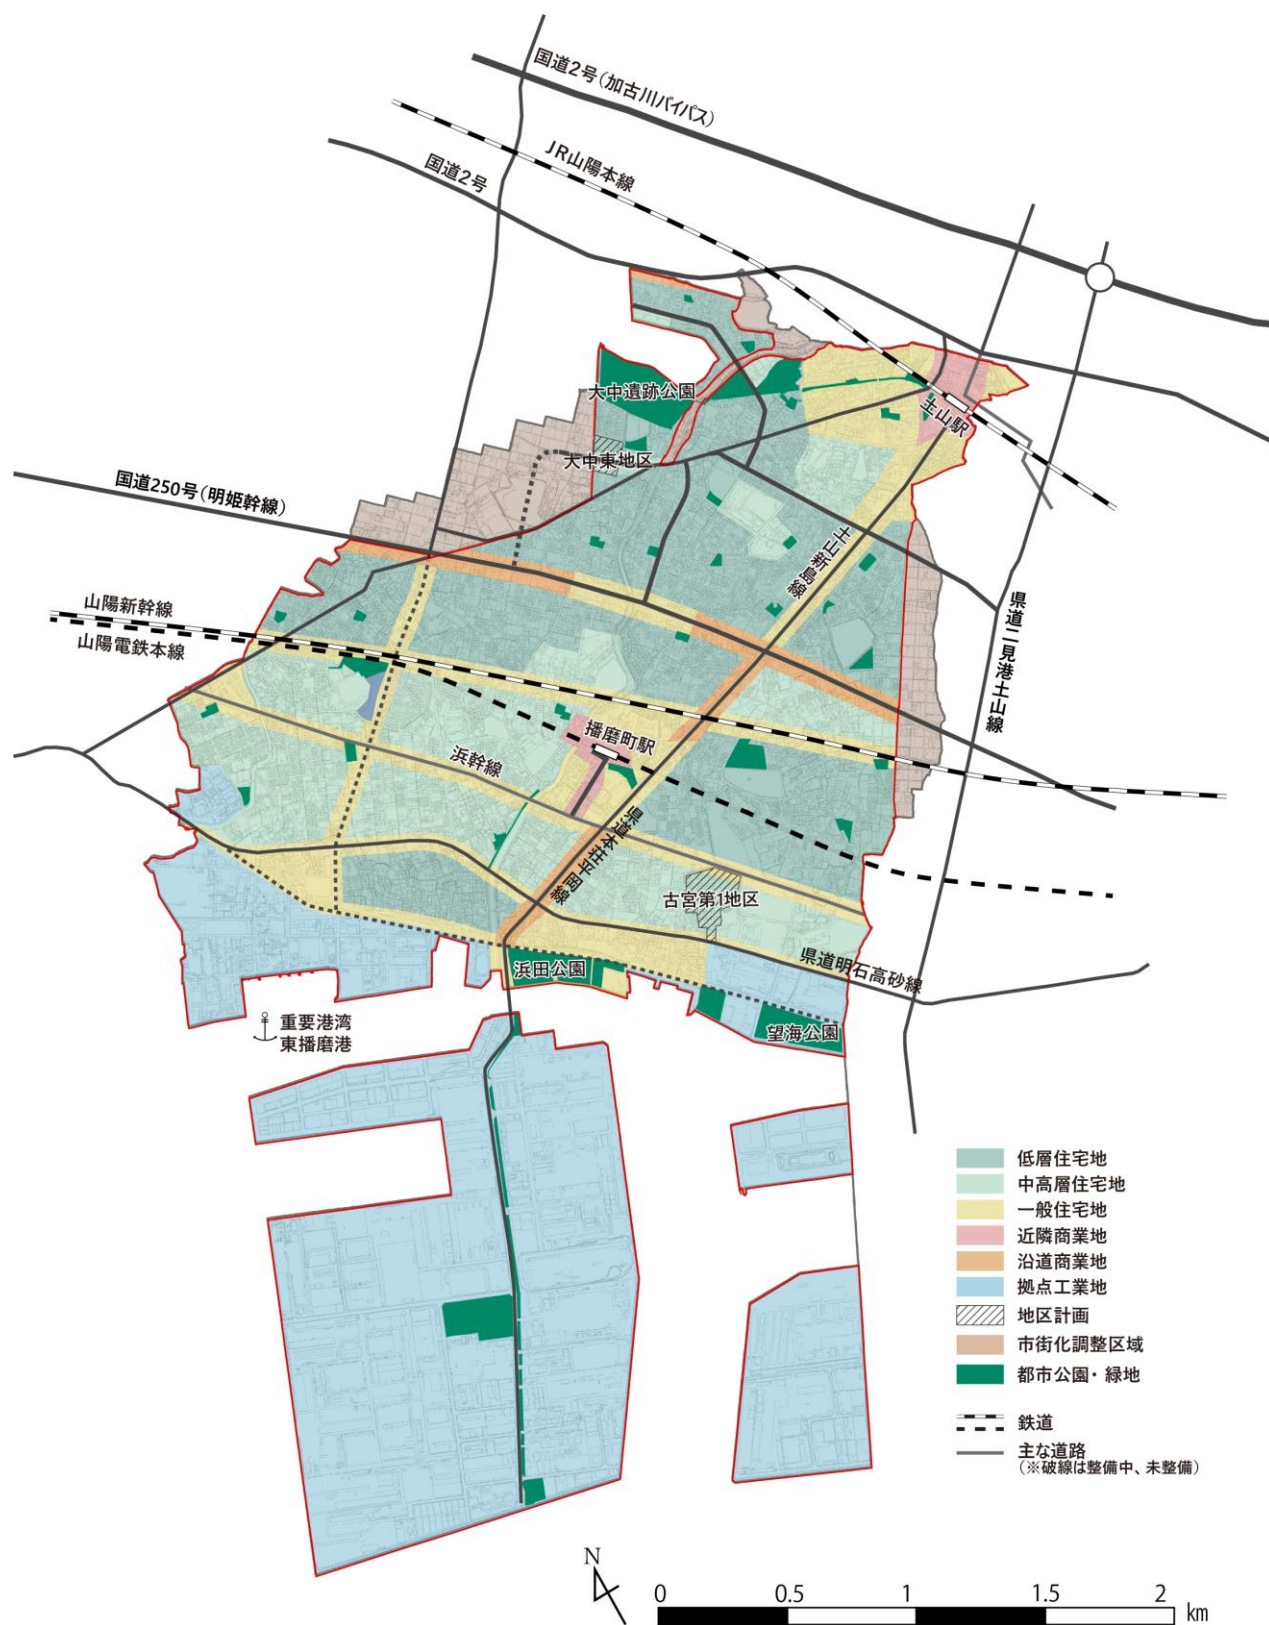 国道2号(加古川バイパス)
JR山陽本線
国道2号
大中遺跡公園
土山駅
大中東地区
国道250号(明姫幹線)
土山新島線
山陽新幹線
山陽電鉄本線
県道二見港土山線
播磨町駅
浜幹線
県道本荘平岡線
古宮第1地区
県道明石高砂線
浜田公園
望海公園
重要港湾
東播磨港
低層住宅地
中高層住宅地
一般住宅地
近隣商業地
沿道商業地
拠点工業地
地区計画
市街化調整区域
都市公園・緑地
鉄道
主な道路
(※破線は整備中、未整備)
N
0 0.5 1 1.5 2
km